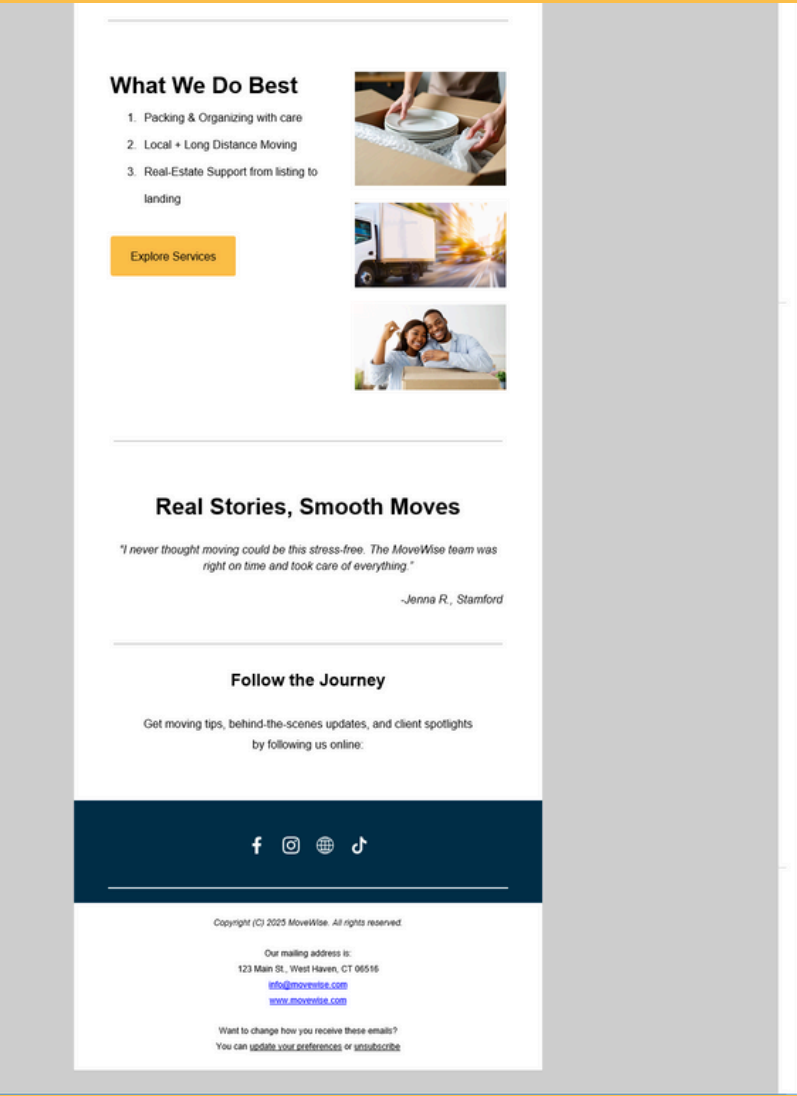 What We Do Best
1. Packing & Organizing with care
2. Local + Long Distance Moving
3. Real-Estate Support from listing to
landing
Explore Services
Real Stories, Smooth Moves
"I never thought moving could be this stress-free. The MoveWise team was
right on time and took care of everything."
-Jenna R., Stamford
Follow the Journey
Get moving tips, behind-the-scenes updates, and client spotlights
by following us online:
Copyright (C) 2025 MoveWise. All rights reserved.
Our mailing address is:
123 Main St., West Haven, CT 06516
info@movewise.com
www.movewise.com
Want to change how you receive these emails?
You can update your preferences or unsubscribe